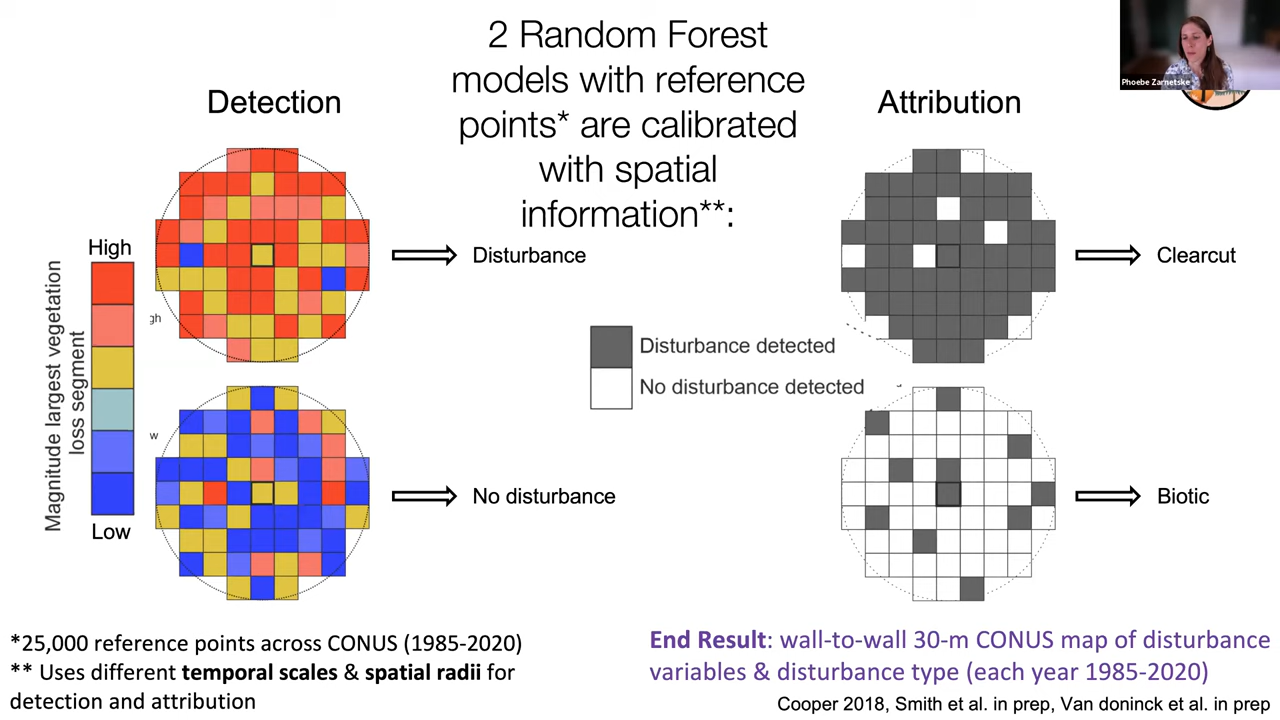 2 Random Forest
models with reference
points* are calibrated
with spatial
information**:
Detection
Attribution
Phoebe Zarnetske
High
Low
Magnitude largest vegetation
loss segment
gh
w
Disturbance
No disturbance
Disturbance detected
No disturbance detected
Clearcut
Biotic
*25,000 reference points across CONUS (1985-2020)
** Uses different temporal scales & spatial radii for
detection and attribution
End Result: wall-to-wall 30-m CONUS map of disturbance
variables & disturbance type (each year 1985-2020)
Cooper 2018, Smith et al. in prep, Van doninck et al. in prep